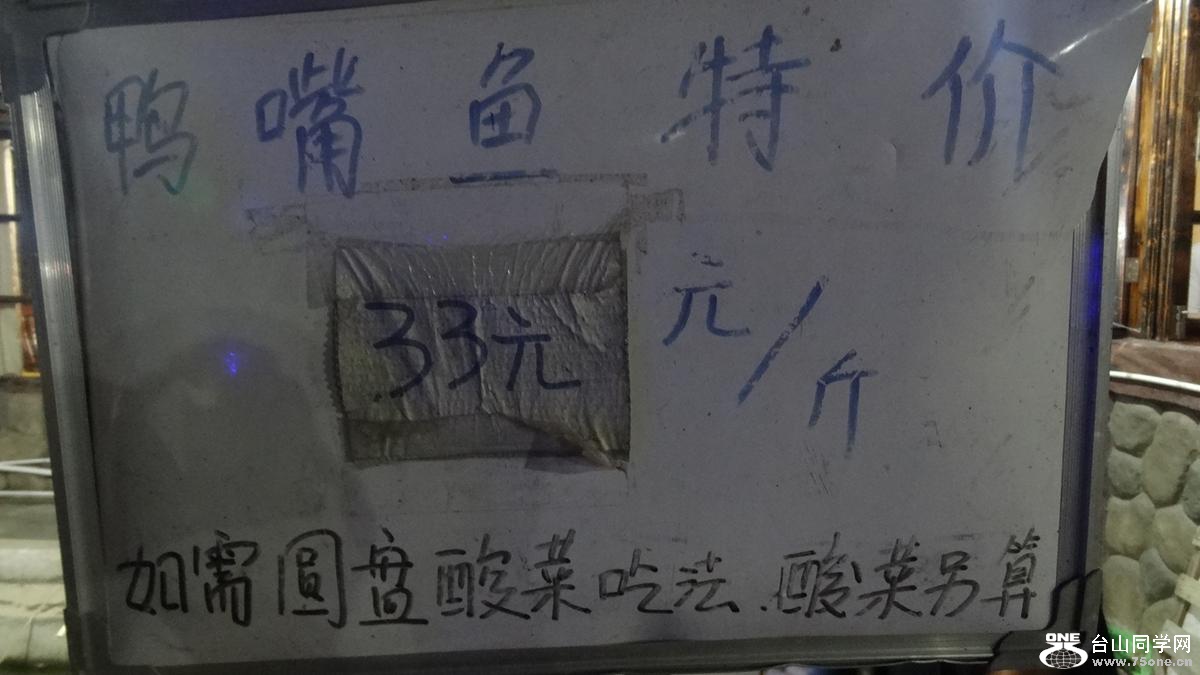 鸭嘴鱼特价
33元 元/斤
如需圆盘酸菜吃法.酸菜另算
ONE 台山同学网
www.75one.cn